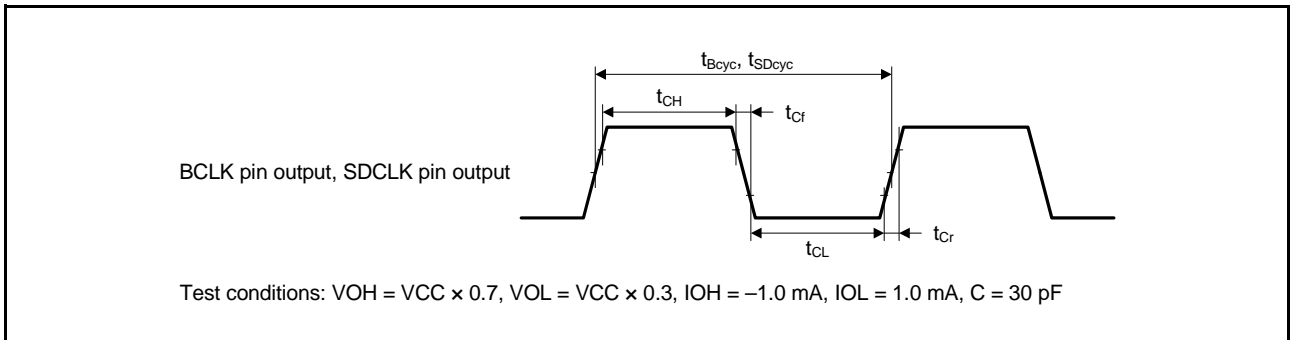 tBcyc, tSDcyc
tCH
tCf
BCLK pin output, SDCLK pin output
tCL
tCr
Test conditions: VOH = VCC × 0.7, VOL = VCC × 0.3, IOH = –1.0 mA, IOL = 1.0 mA, C = 30 pF